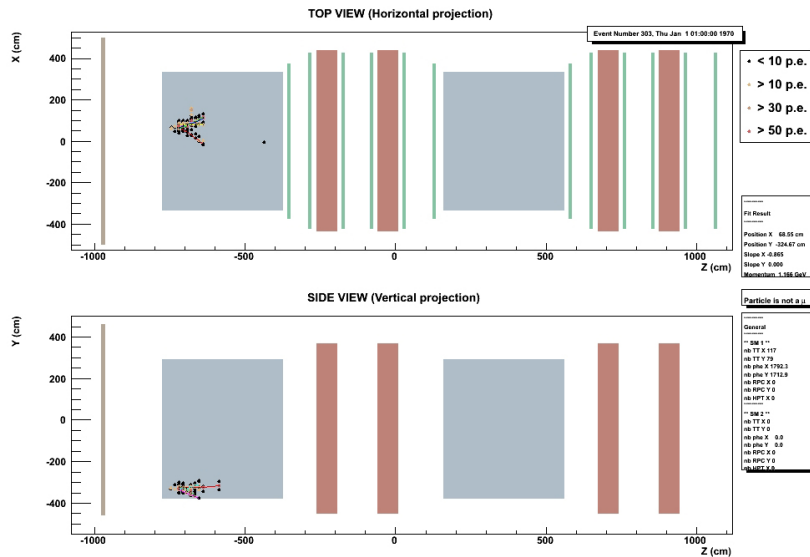 TOP VIEW (Horizontal projection)
Event Number 303, Thu Jan 1 01:00:00 1970
X (cm)
400
200
0
-200
-400
-1000
-500
0
500
1000
Z (cm)
< 10 p.e.
> 10 p.e.
> 30 p.e.
> 50 p.e.
**********
Fit Result
**********
Position X 68.55 cm
Position Y -324.67 cm
Slope X -0.865
Slope Y 0.006
Momentum 1.166 GeV
SIDE VIEW (Vertical projection)
Y (cm)
400
200
0
-200
-400
-1000
-500
0
500
1000
Z (cm)
Particle is not a μ
**********
General
**********
** SM 1 **
nb TT X 117
nb TT Y 79
nb phe X 1792.3
nb phe Y 1712.9
nb RPC X 0
nb RPC Y 0
nb HPT X 0
**********
** SM 2 **
nb TT X 0
nb TT Y 0
nb phe X 0.0
nb phe Y 0.0
nb RPC X 0
nb RPC Y 0
nb HPT X 0